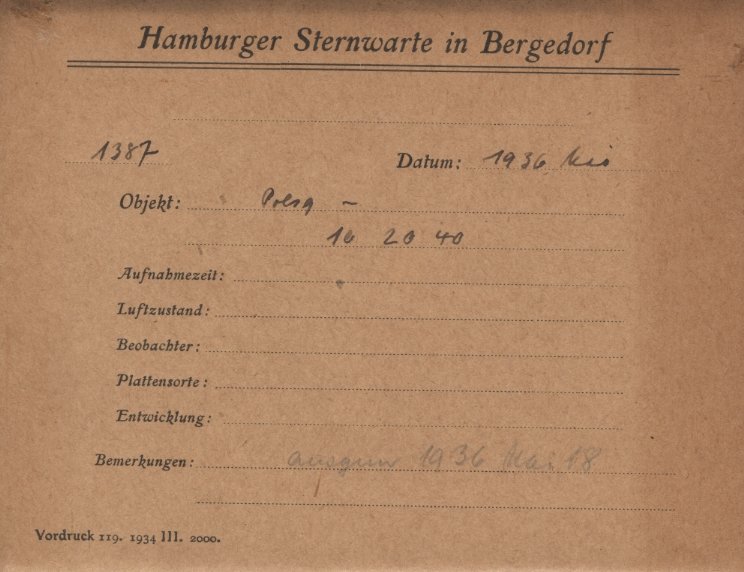 Hamburger Sternwarte in Bergedorf
1387 Datum: 1936 Mai
Objekt: Polsq –
16 20 40
Aufnahmezeit:
Luftzustand:
Beobachter:
Plattensorte:
Entwicklung:
Bemerkungen: 1936 Mai 18
Vordruck 119. 1934 III. 2000.